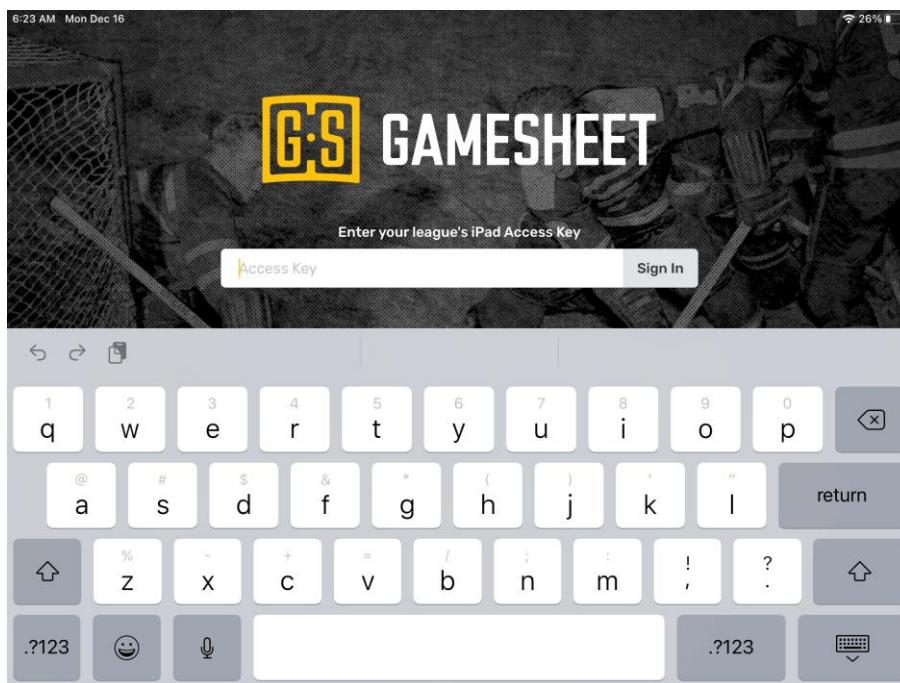 6:23 AM Mon Dec 16 26%
G:S GAMESHEET
Enter your league's iPad Access Key
Access Key Sign In
1 2 3 4 5 6 7 8 9 0
q w e r t y u i o p
@ # $ & * ( ) ' "
a s d f g h j k l return
% - + = / ; : ! ?
z x c v b n m , .
.?123 .?123